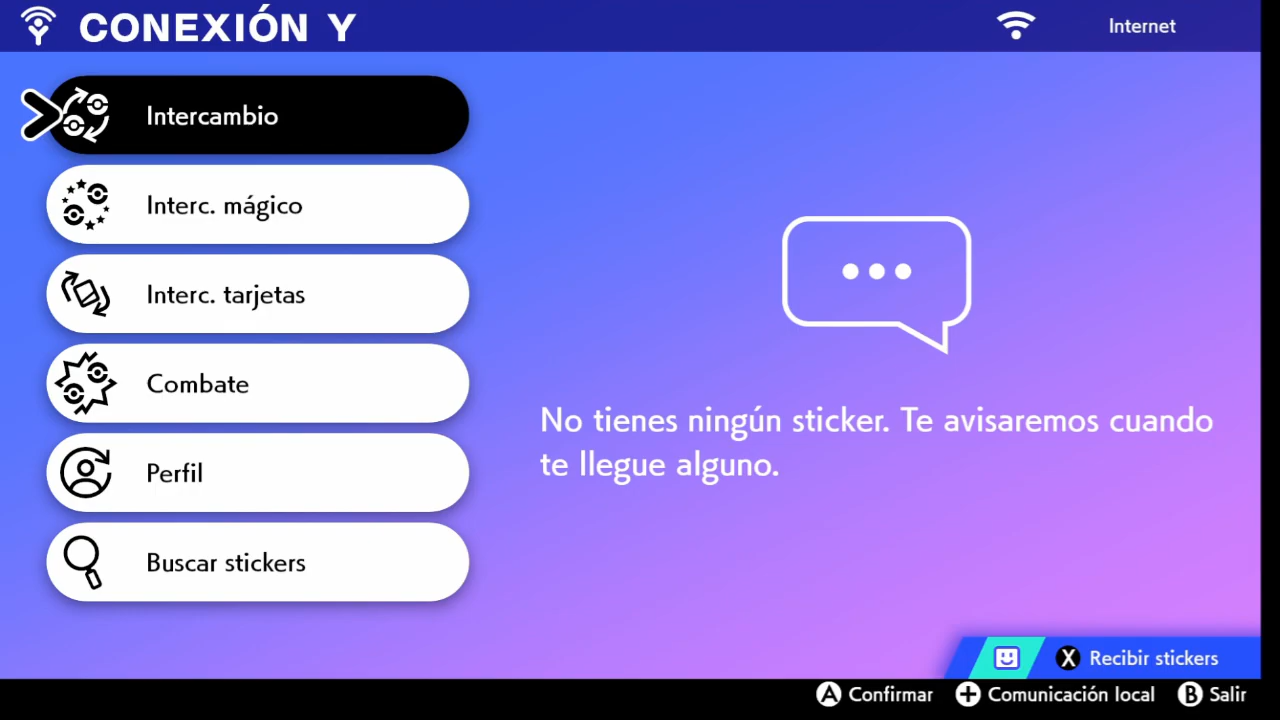 CONEXIÓN Y
Internet
Intercambio
Interc. mágico
Interc. tarjetas
Combate
Perfil
Buscar stickers
No tienes ningún sticker. Te avisaremos cuando
te llegue alguno.
X Recibir stickers
A Confirmar + Comunicación local B Salir